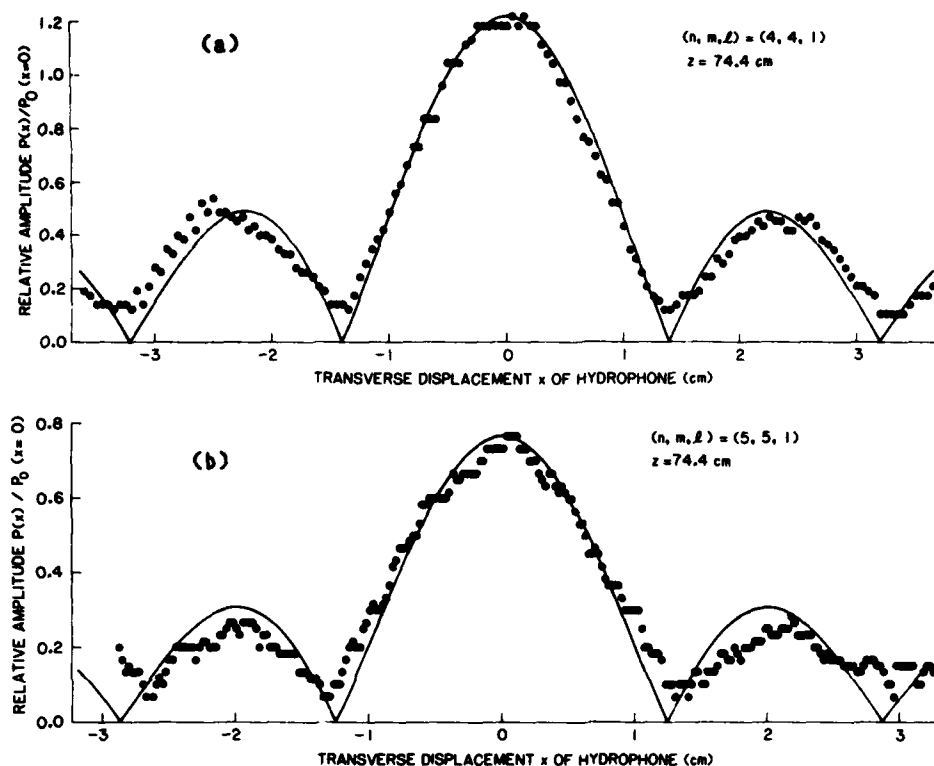 (a)
(n, m, ℓ) = (4, 4, 1)
z = 74.4 cm
RELATIVE AMPLITUDE P(x)/P₀ (x=0)
1.2
1.0
0.8
0.6
0.4
0.2
0.0
-3 -2 -1 0 1 2 3
TRANSVERSE DISPLACEMENT x OF HYDROPHONE (cm)
(b)
(n, m, ℓ) = (5, 5, 1)
z = 74.4 cm
RELATIVE AMPLITUDE P(x) / P₀ (x=0)
0.8
0.6
0.4
0.2
0.0
-3 -2 -1 0 1 2 3
TRANSVERSE DISPLACEMENT x OF HYDROPHONE (cm)